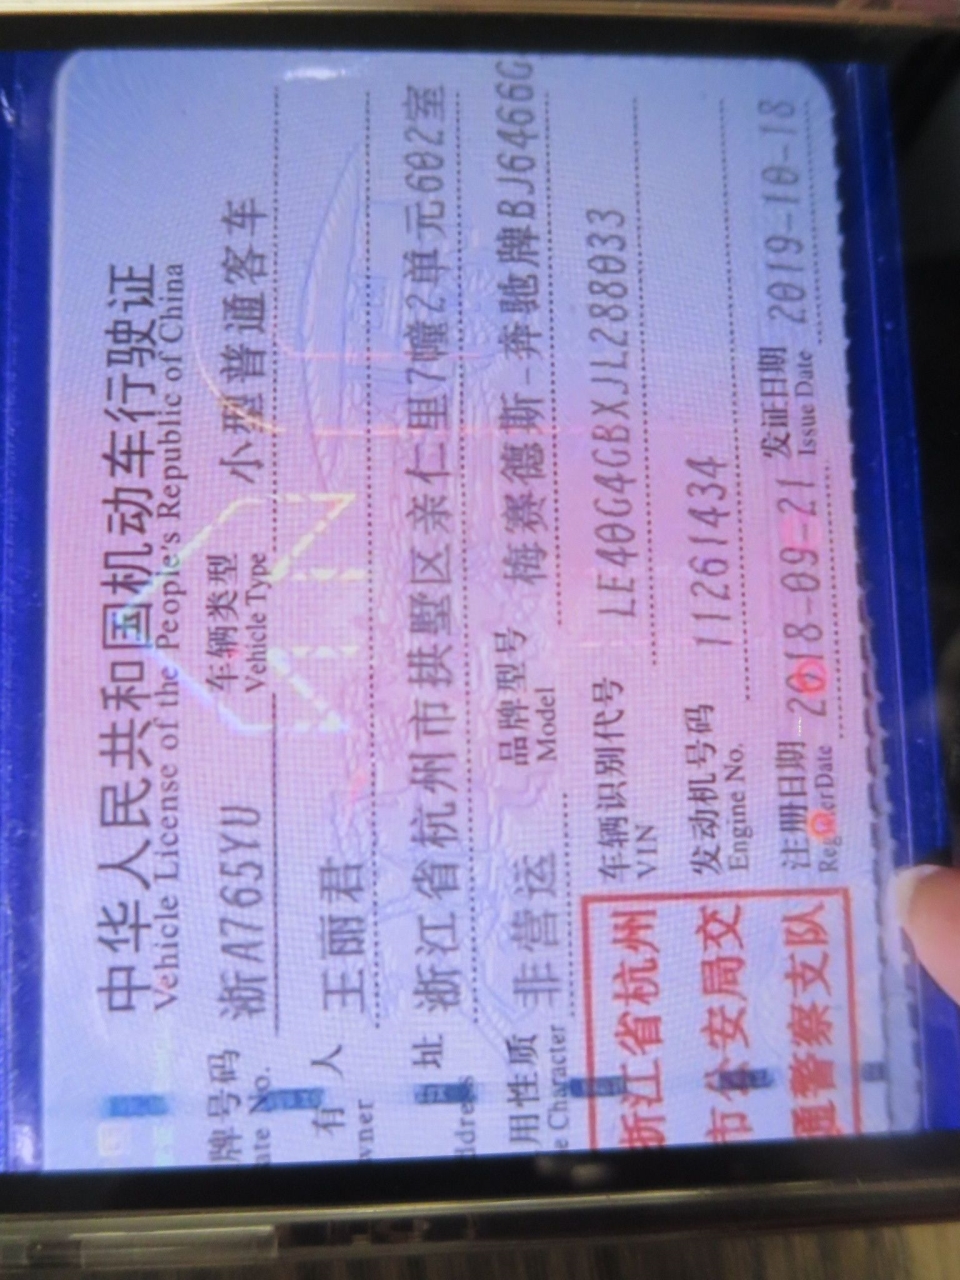 中华人民共和国机动车行驶证
Vehicle License of the People's Republic of China
牌号码 浙A765YU 车辆类型 小型普通客车
ate No. Vehicle Type
有 人 王丽君
wner
址 浙江省杭州市拱墅区亲仁里7幢2单元602室
ddress
用性质 非营运 品牌型号 梅赛德斯-奔驰牌BJ6466G
e Character Model
浙江省杭州
市公安局交
通警察支队
车辆识别代号 LE40G4GBXJL288033
VIN
发动机号码 11261434
Engine No.
注册日期 2018-09-21 发证日期 2019-10-18
RegisterDate Issue Date